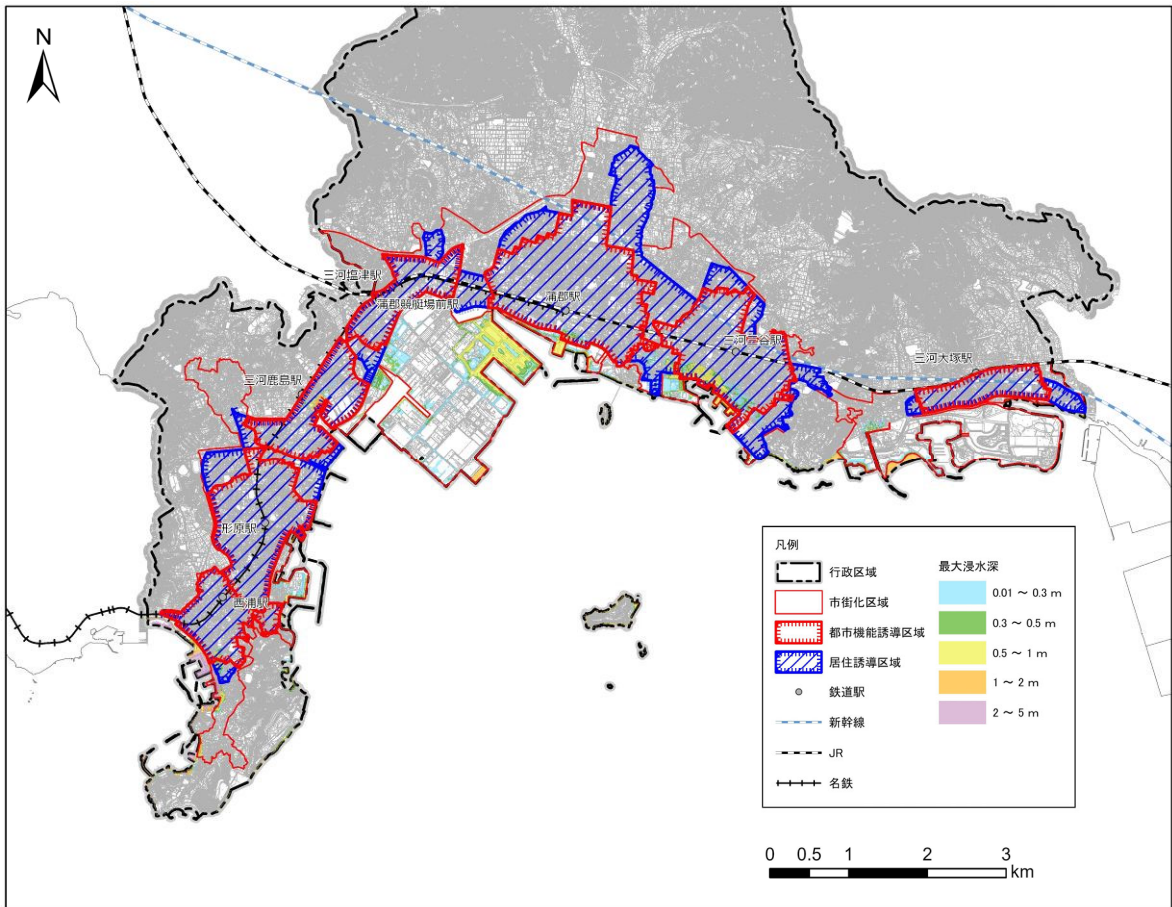 N
三河塩津駅
蒲郡競艇場前駅
蒲郡駅
三河三谷駅
三河大塚駅
三河鹿島駅
形原駅
西浦駅
凡例
行政区域
市街化区域
都市機能誘導区域
居住誘導区域
鉄道駅
新幹線
JR
名鉄
最大浸水深
0.01 ～ 0.3 m
0.3 ～ 0.5 m
0.5 ～ 1 m
1 ～ 2 m
2 ～ 5 m
0 0.5 1 2 3
km